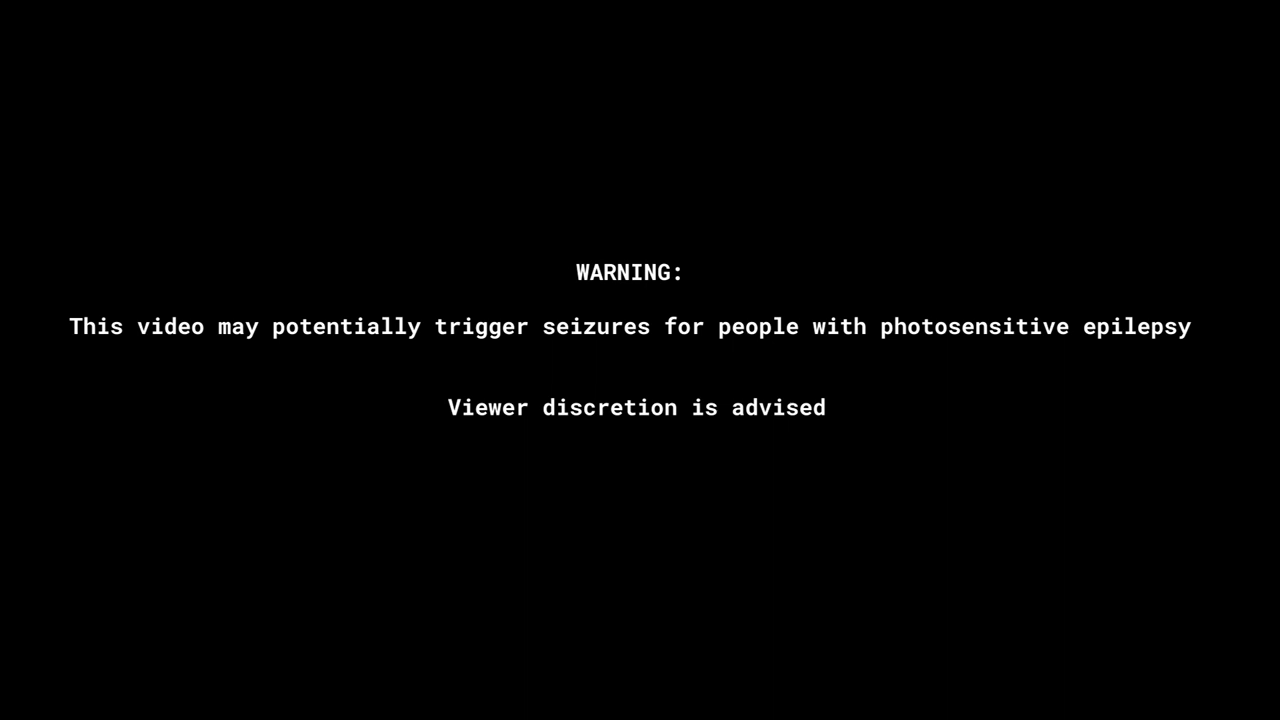 WARNING:
This video may potentially trigger seizures for people with photosensitive epilepsy
Viewer discretion is advised